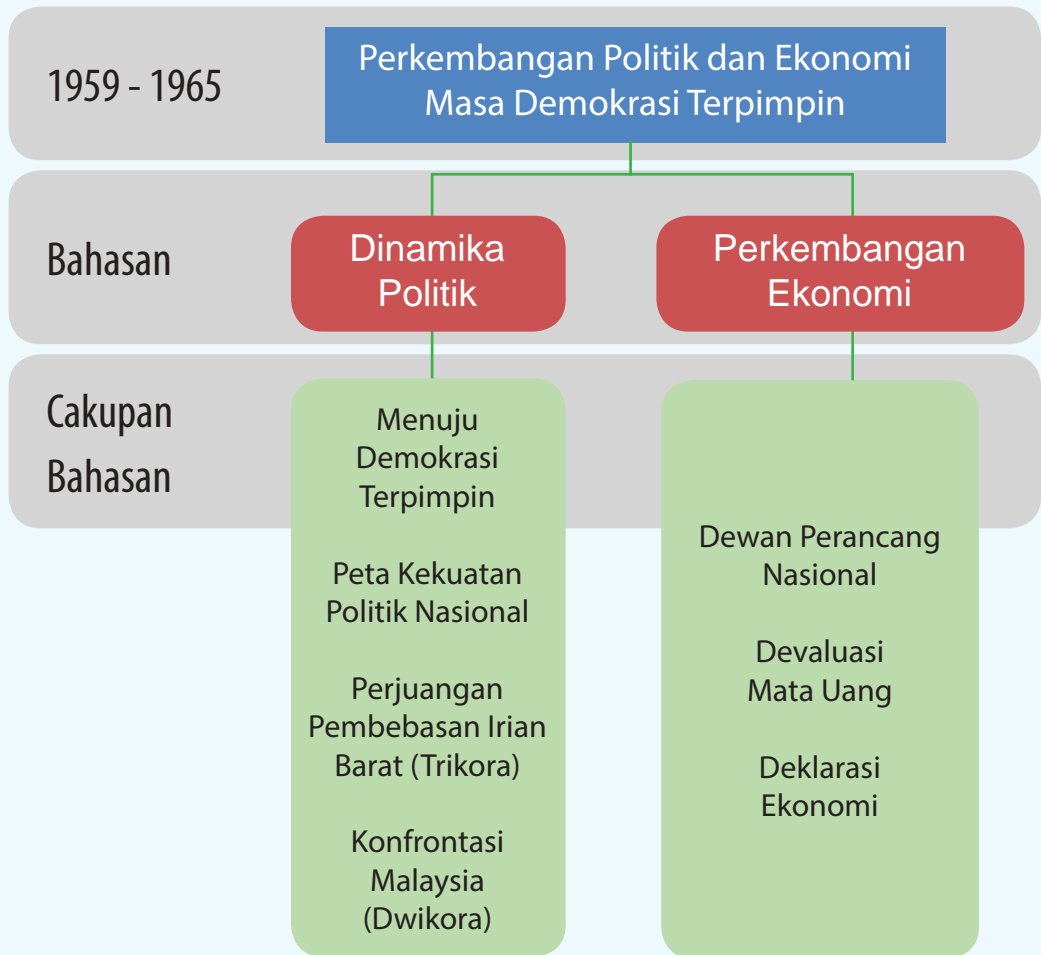 1959 - 1965
Perkembangan Politik dan Ekonomi
Masa Demokrasi Terpimpin
Bahasan
Dinamika
Politik
Perkembangan
Ekonomi
Cakupan
Bahasan
Menuju
Demokrasi
Terpimpin
Peta Kekuatan
Politik Nasional
Perjuangan
Pembebasan Irian
Barat (Trikora)
Konfrontasi
Malaysia
(Dwikora)
Dewan Perancang
Nasional
Devaluasi
Mata Uang
Deklarasi
Ekonomi